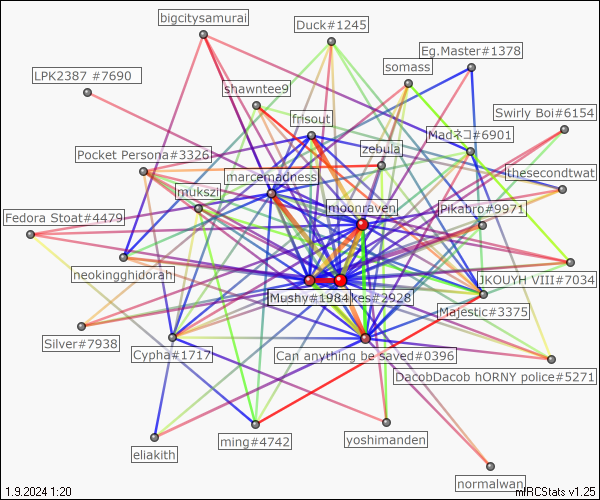 bigcitysamurai
Duck#1245
Eg.Master#1378
somass
LPK2387 #7690
shawntee9
Swirly Boi#6154
frisout
Madネコ#6901
zebula
Pocket Persona#3326
thesecondtwat
marcemadness
mukszi
moonraven
Pikabro#9971
Fedora Stoat#4479
neokingghidorah
JKOUYH VIII#7034
Mushy#1984
kes#2928
Majestic#3375
Silver#7938
Cypha#1717
Can anything be saved#0396
DacobDacob hORNY police#5271
eliakith
ming#4742
yoshimanden
normalwan
1.9.2024 1:20
mIRCStats v1.25